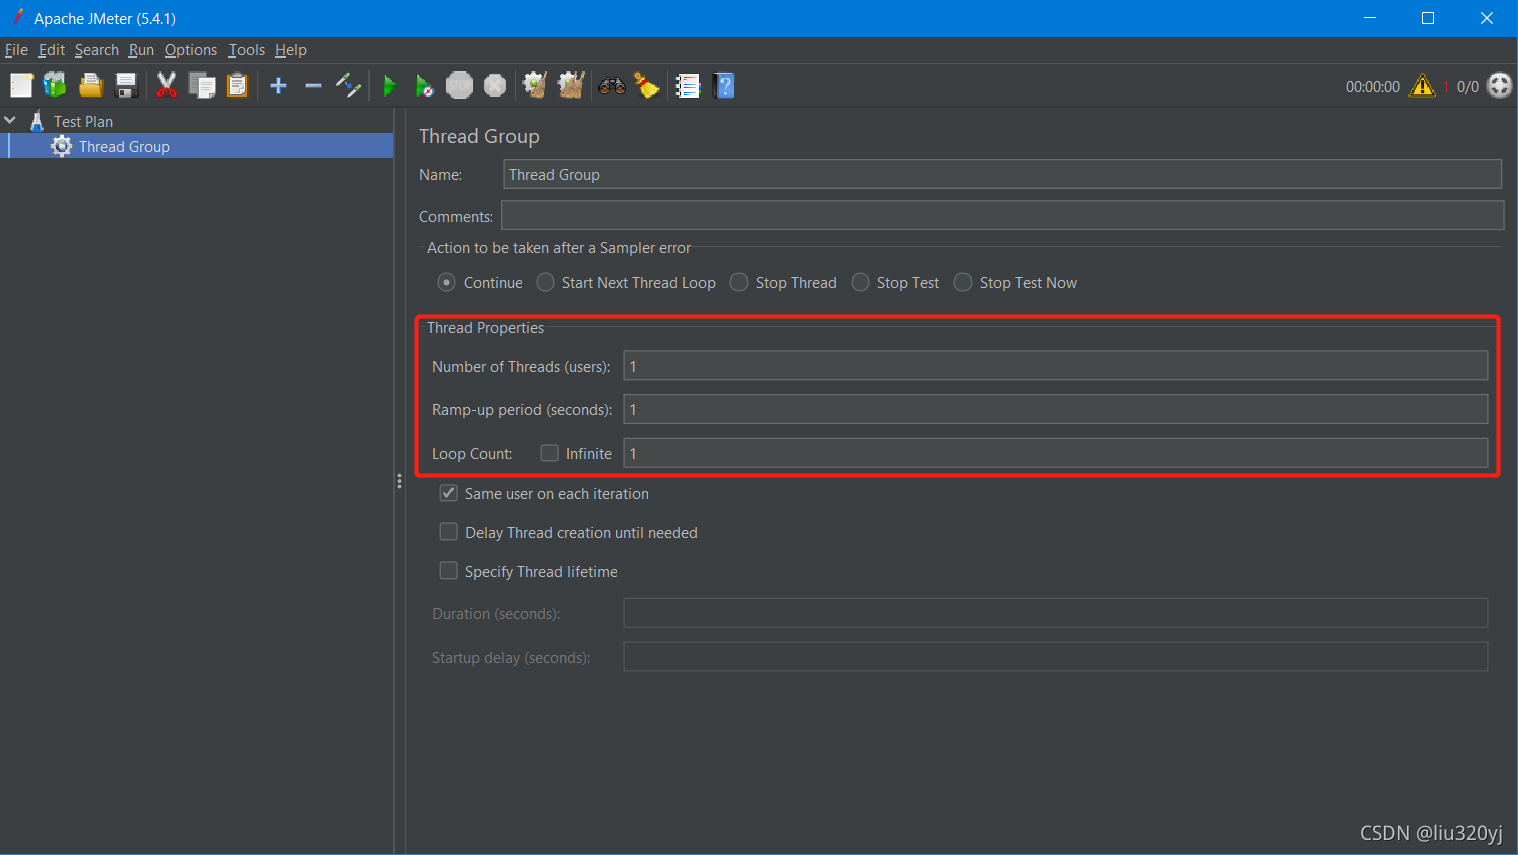 Apache JMeter (5.4.1)
File Edit Search Run Options Tools Help
STOP
00:00:00 1 0/0
Test Plan
Thread Group
Thread Group
Name: Thread Group
Comments:
Action to be taken after a Sampler error
Continue Start Next Thread Loop Stop Thread Stop Test Stop Test Now
Thread Properties
Number of Threads (users): 1
Ramp-up period (seconds): 1
Loop Count: Infinite 1
Same user on each iteration
Delay Thread creation until needed
Specify Thread lifetime
Duration (seconds):
Startup delay (seconds):
CSDN @liu320yj